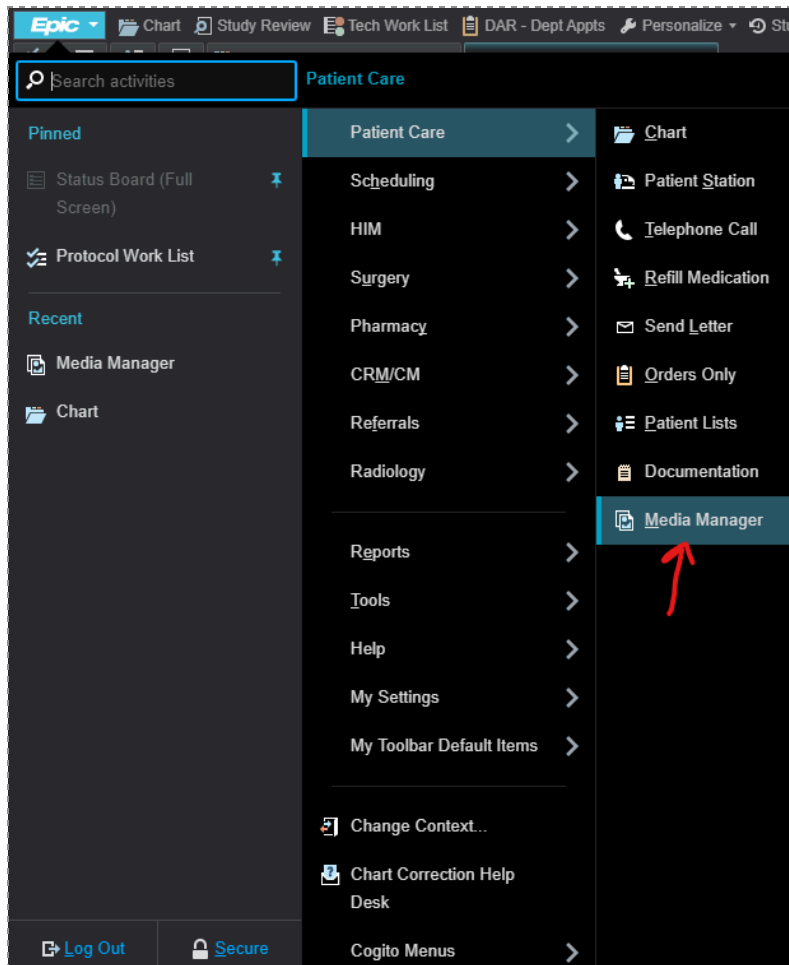 Epic Chart Study Review Tech Work List DAR - Dept Appts Personalize
Search activities
Pinned
Status Board (Full
Screen)
Protocol Work List
Recent
Media Manager
Chart
Log Out Secure
Patient Care
Patient Care
Scheduling
HIM
Surgery
Pharmacy
CRM/CM
Referrals
Radiology
Reports
Tools
Help
My Settings
My Toolbar Default Items
Change Context...
Chart Correction Help
Desk
Cogito Menus
Chart
Patient Station
Telephone Call
Refill Medication
Send Letter
Orders Only
Patient Lists
Documentation
Media Manager